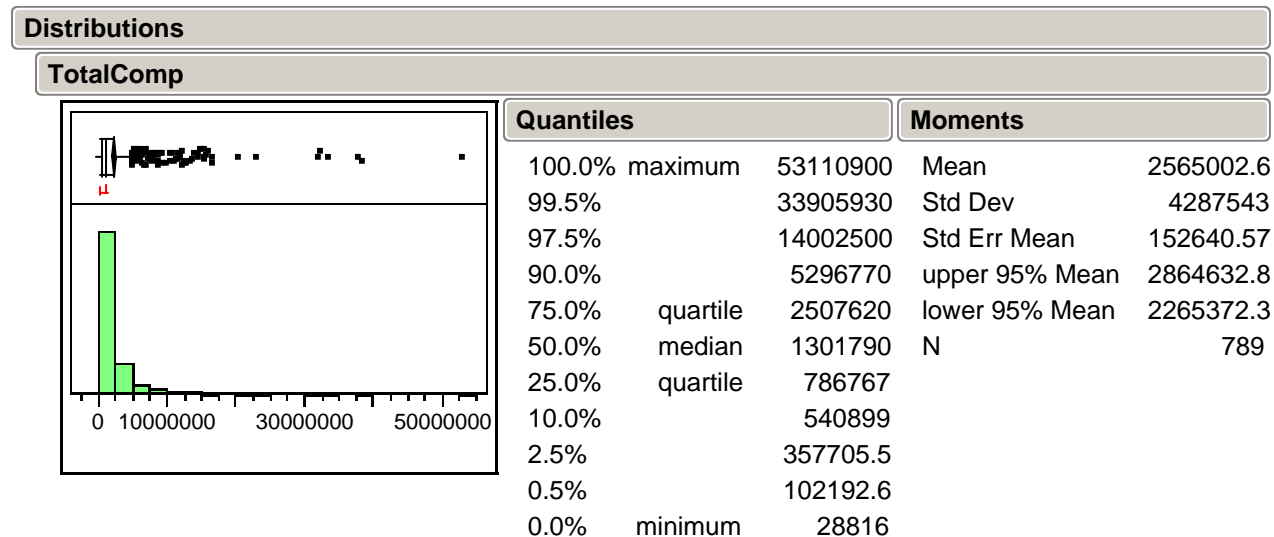 Distributions
TotalComp
0 10000000 30000000 50000000
Quantiles
100.0% maximum 53110900
99.5% 33905930
97.5% 14002500
90.0% 5296770
75.0% quartile 2507620
50.0% median 1301790
25.0% quartile 786767
10.0% 540899
2.5% 357705.5
0.5% 102192.6
0.0% minimum 28816
Moments
Mean 2565002.6
Std Dev 4287543
Std Err Mean 152640.57
upper 95% Mean 2864632.8
lower 95% Mean 2265372.3
N 789